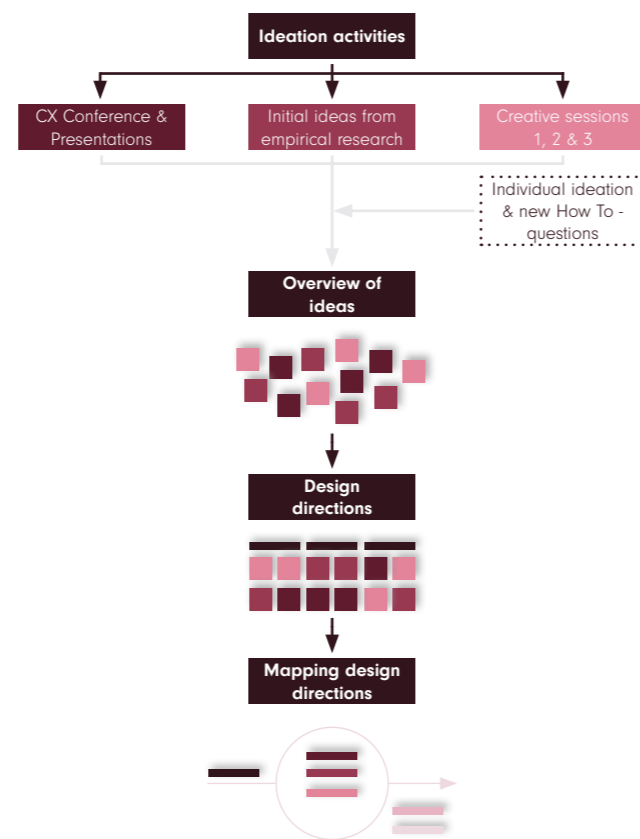 Ideation activities
CX Conference &
Presentations
Initial ideas from
empirical research
Creative sessions
1, 2 & 3
Individual ideation
& new How To -
questions
Overview of
ideas
Design
directions
Mapping design
directions